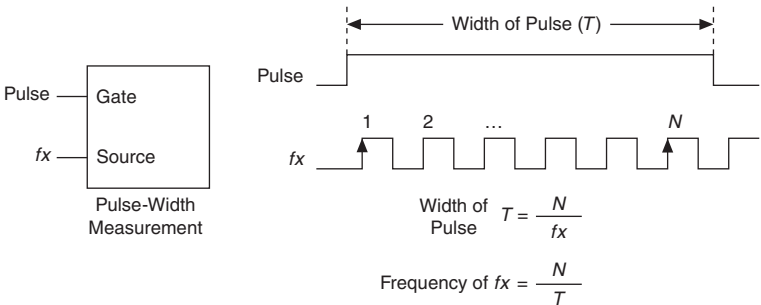 Width of Pulse (T)
Pulse
Gate
Pulse
1 2 ... N
fx
Source
fx
Pulse-Width
Measurement
Width of
Pulse
T = N / fx
Frequency of fx = N / T